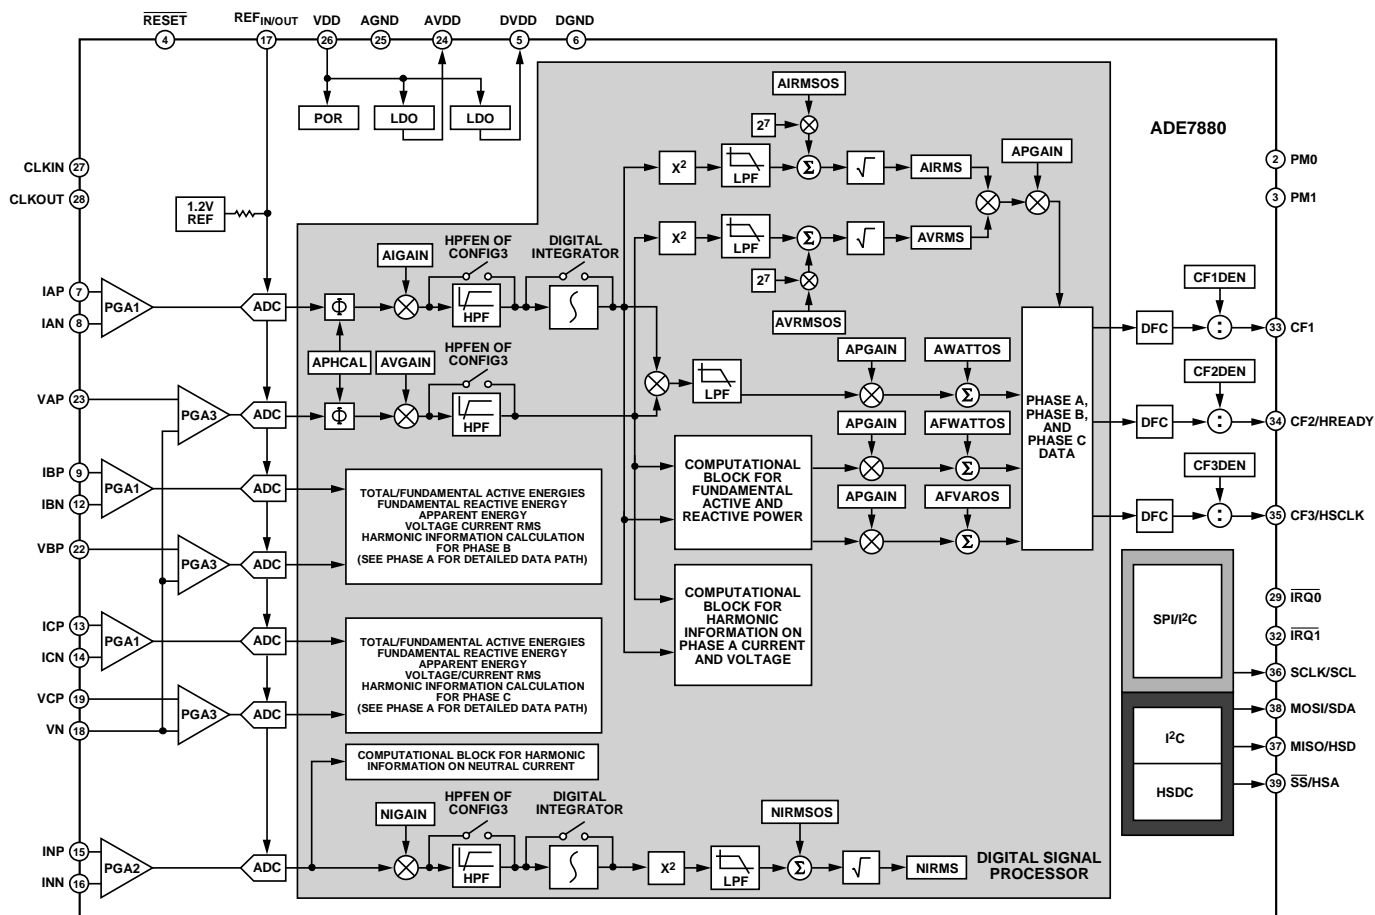 RESET
REFIN/OUT
VDD
AGND
AVDD
DVDD
DGND
4
17
26
25
24
5
6
POR
LDO
LDO
AIRMSOS
2⁷
ADE7880
CLKIN 27
CLKOUT 28
1.2V
REF
X²
LPF
Σ
√
AIRMS
APGAIN
2 PM0
3 PM1
HPFEN OF
CONFIG3
DIGITAL
INTEGRATOR
AIGAIN
X²
LPF
Σ
√
AVRMS
2⁷
AVRMSOS
CF1DEN
IAP 7
IAN 8
PGA1
ADC
Φ
HPF
∫
DFC
:
33 CF1
APHCAL
AVGAIN
HPFEN OF
CONFIG3
LPF
APGAIN
AWATTOS
Σ
CF2DEN
VAP 23
PGA3
ADC
Φ
HPF
PHASE A,
PHASE B,
AND
PHASE C
DATA
DFC
:
34 CF2/HREADY
IBP 9
IBN 12
PGA1
ADC
TOTAL/FUNDAMENTAL ACTIVE ENERGIES
FUNDAMENTAL REACTIVE ENERGY
APPARENT ENERGY
VOLTAGE CURRENT RMS
HARMONIC INFORMATION CALCULATION
FOR PHASE B
(SEE PHASE A FOR DETAILED DATA PATH)
COMPUTATIONAL
BLOCK FOR
FUNDAMENTAL
ACTIVE AND
REACTIVE POWER
APGAIN
AFWATTOS
Σ
APGAIN
AFVAROS
Σ
CF3DEN
DFC
:
35 CF3/HSCLK
VBP 22
PGA3
ADC
COMPUTATIONAL
BLOCK FOR
HARMONIC
INFORMATION ON
PHASE A CURRENT
AND VOLTAGE
SPI/I²C
29 IRQ0
32 IRQ1
36 SCLK/SCL
ICP 13
ICN 14
PGA1
ADC
TOTAL/FUNDAMENTAL ACTIVE ENERGIES
FUNDAMENTAL REACTIVE ENERGY
APPARENT ENERGY
VOLTAGE/CURRENT RMS
HARMONIC INFORMATION CALCULATION
FOR PHASE C
(SEE PHASE A FOR DETAILED DATA PATH)
VCP 19
VN 18
PGA3
ADC
I²C
HSDC
38 MOSI/SDA
37 MISO/HSD
39 SS/HSA
COMPUTATIONAL BLOCK FOR HARMONIC
INFORMATION ON NEUTRAL CURRENT
NIGAIN
HPFEN OF
CONFIG3
DIGITAL
INTEGRATOR
NIRMSOS
INP 15
INN 16
PGA2
ADC
HPF
∫
X²
LPF
Σ
√
NIRMS
DIGITAL SIGNAL
PROCESSOR